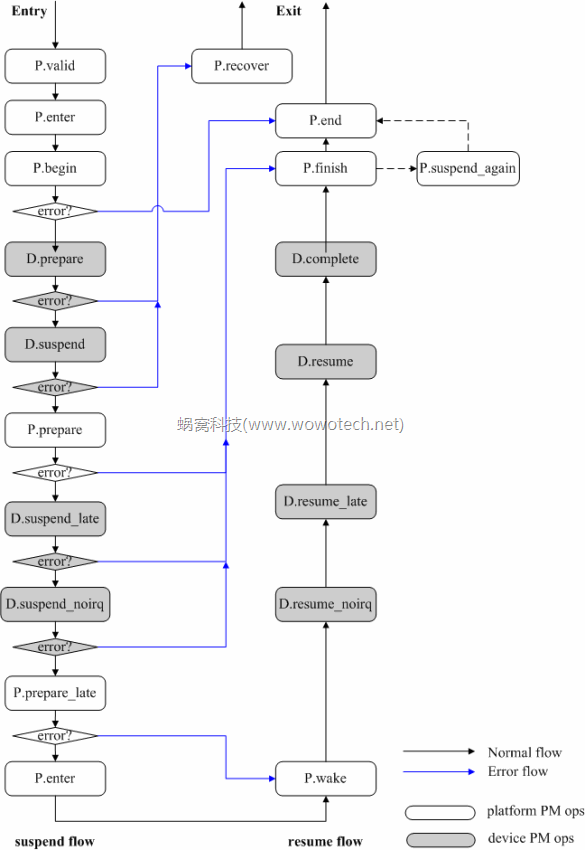 Entry
Exit
P.valid
P.recover
P.enter
P.end
P.begin
P.finish
P.suspend_again
error?
D.prepare
D.complete
error?
D.suspend
D.resume
error?
P.prepare
蜗窝科技(www.wowotech.net)
error?
D.suspend_late
D.resume_late
error?
D.suspend_noirq
D.resume_noirq
error?
P.prepare_late
error?
P.enter
P.wake
Normal flow
Error flow
platform PM ops
device PM ops
suspend flow
resume flow